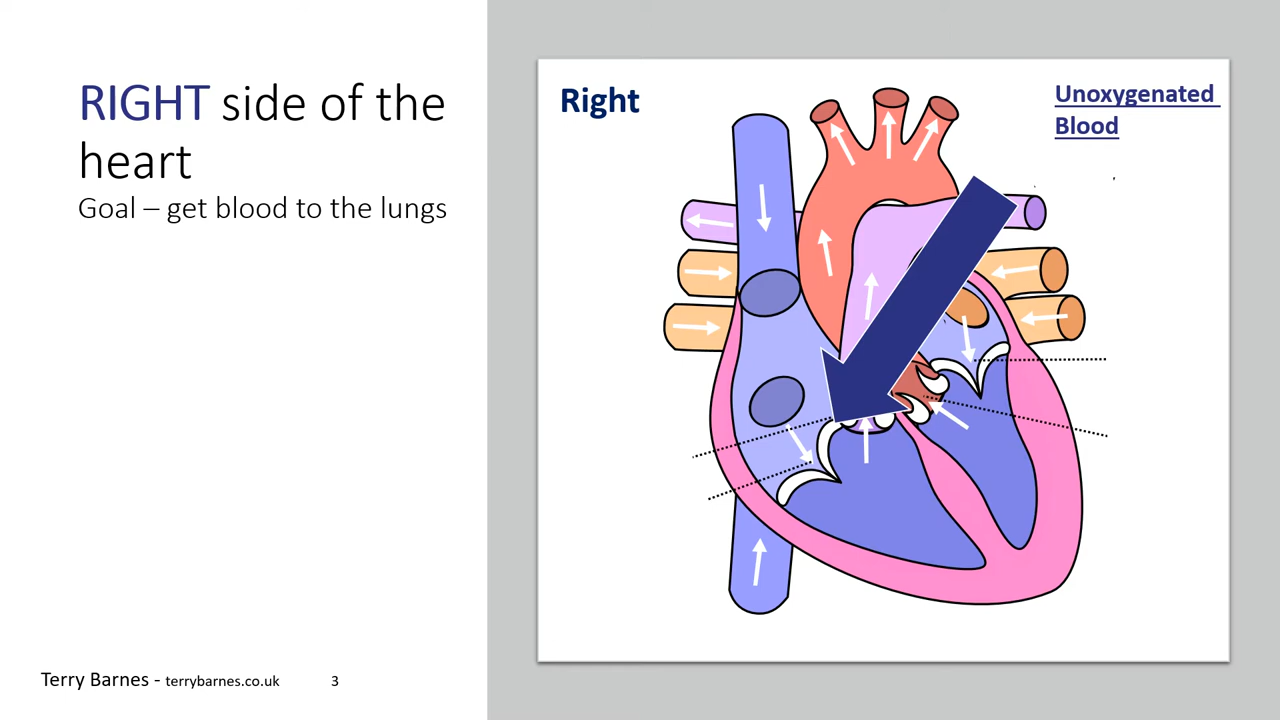 RIGHT side of the
heart
Goal – get blood to the lungs
Right
Unoxygenated
Blood
Terry Barnes - terrybarnes.co.uk 3